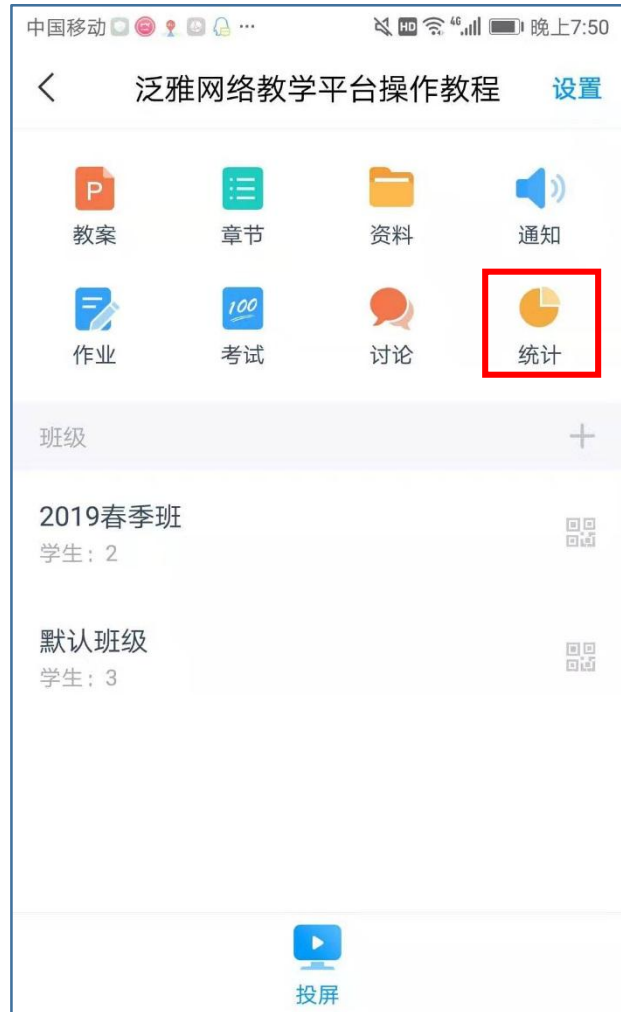 中国移动 HD 46 晚上7:50
泛雅网络教学平台操作教程 设置
P
教案 章节 资料 通知
100
作业 考试 讨论 统计
班级
2019春季班
学生：2
默认班级
学生：3
投屏